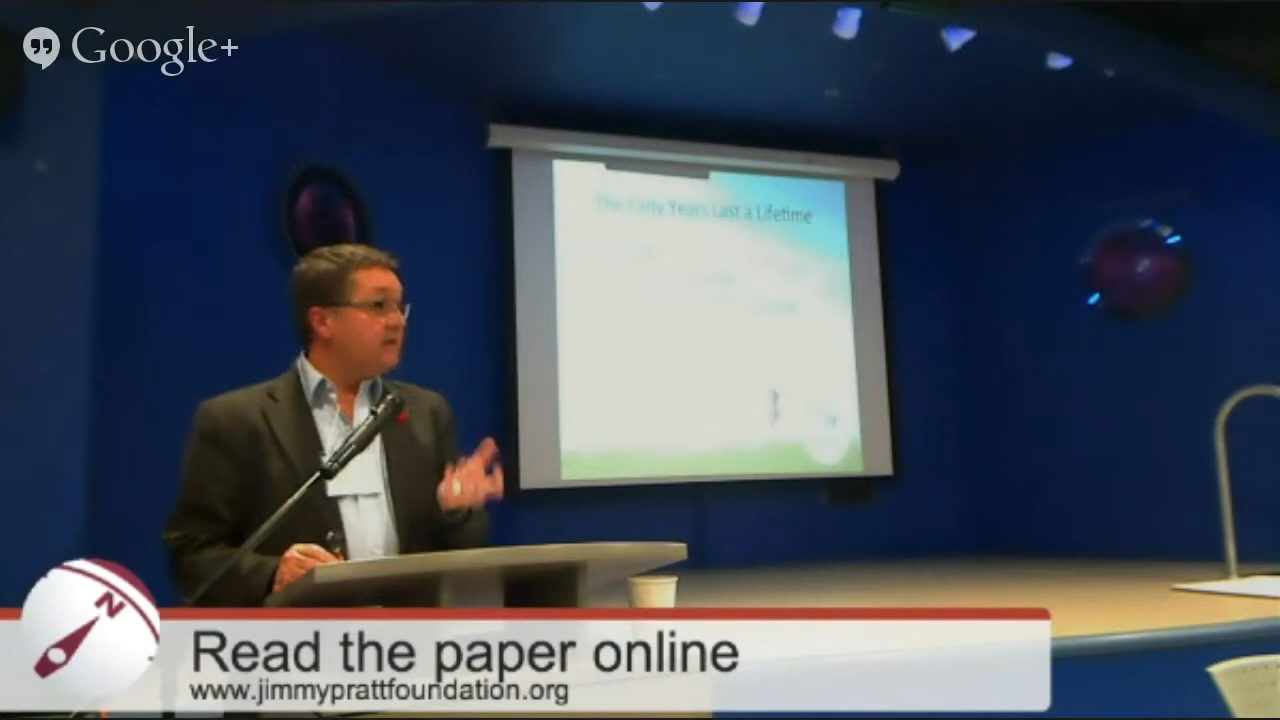 Google+
The Early Years Last a Lifetime
N
Read the paper online
www.jimmyprattfoundation.org